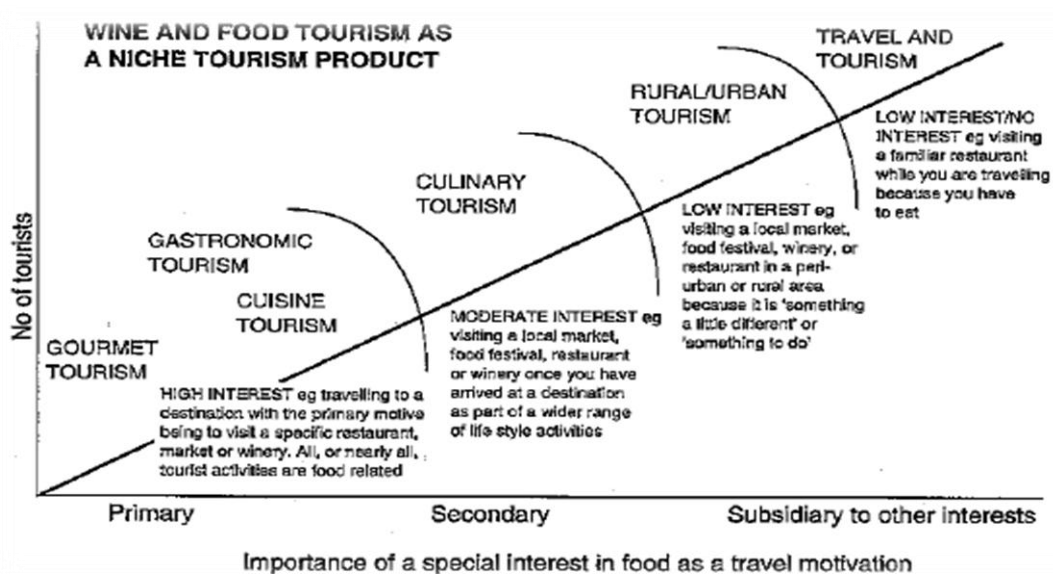 WINE AND FOOD TOURISM AS
A NICHE TOURISM PRODUCT
TRAVEL AND
TOURISM
RURAL/URBAN
TOURISM
LOW INTEREST/NO
INTEREST eg visiting
a familiar restaurant
while you are travelling
because you have
to eat
CULINARY
TOURISM
LOW INTEREST eg
visiting a local market,
food festival, winery, or
restaurant in a peri-
urban or rural area
because it is 'something
a little different' or
'something to do'
GASTRONOMIC
TOURISM
CUISINE
TOURISM
MODERATE INTEREST eg
visiting a local market,
food festival, restaurant
or winery once you have
arrived at a destination
as part of a wider range
of life style activities
GOURMET
TOURISM
HIGH INTEREST eg travelling to a
destination with the primary motive
being to visit a specific restaurant,
market or winery. All, or nearly all,
tourist activities are food related
No of tourists
Primary
Secondary
Subsidiary to other interests
Importance of a special interest in food as a travel motivation